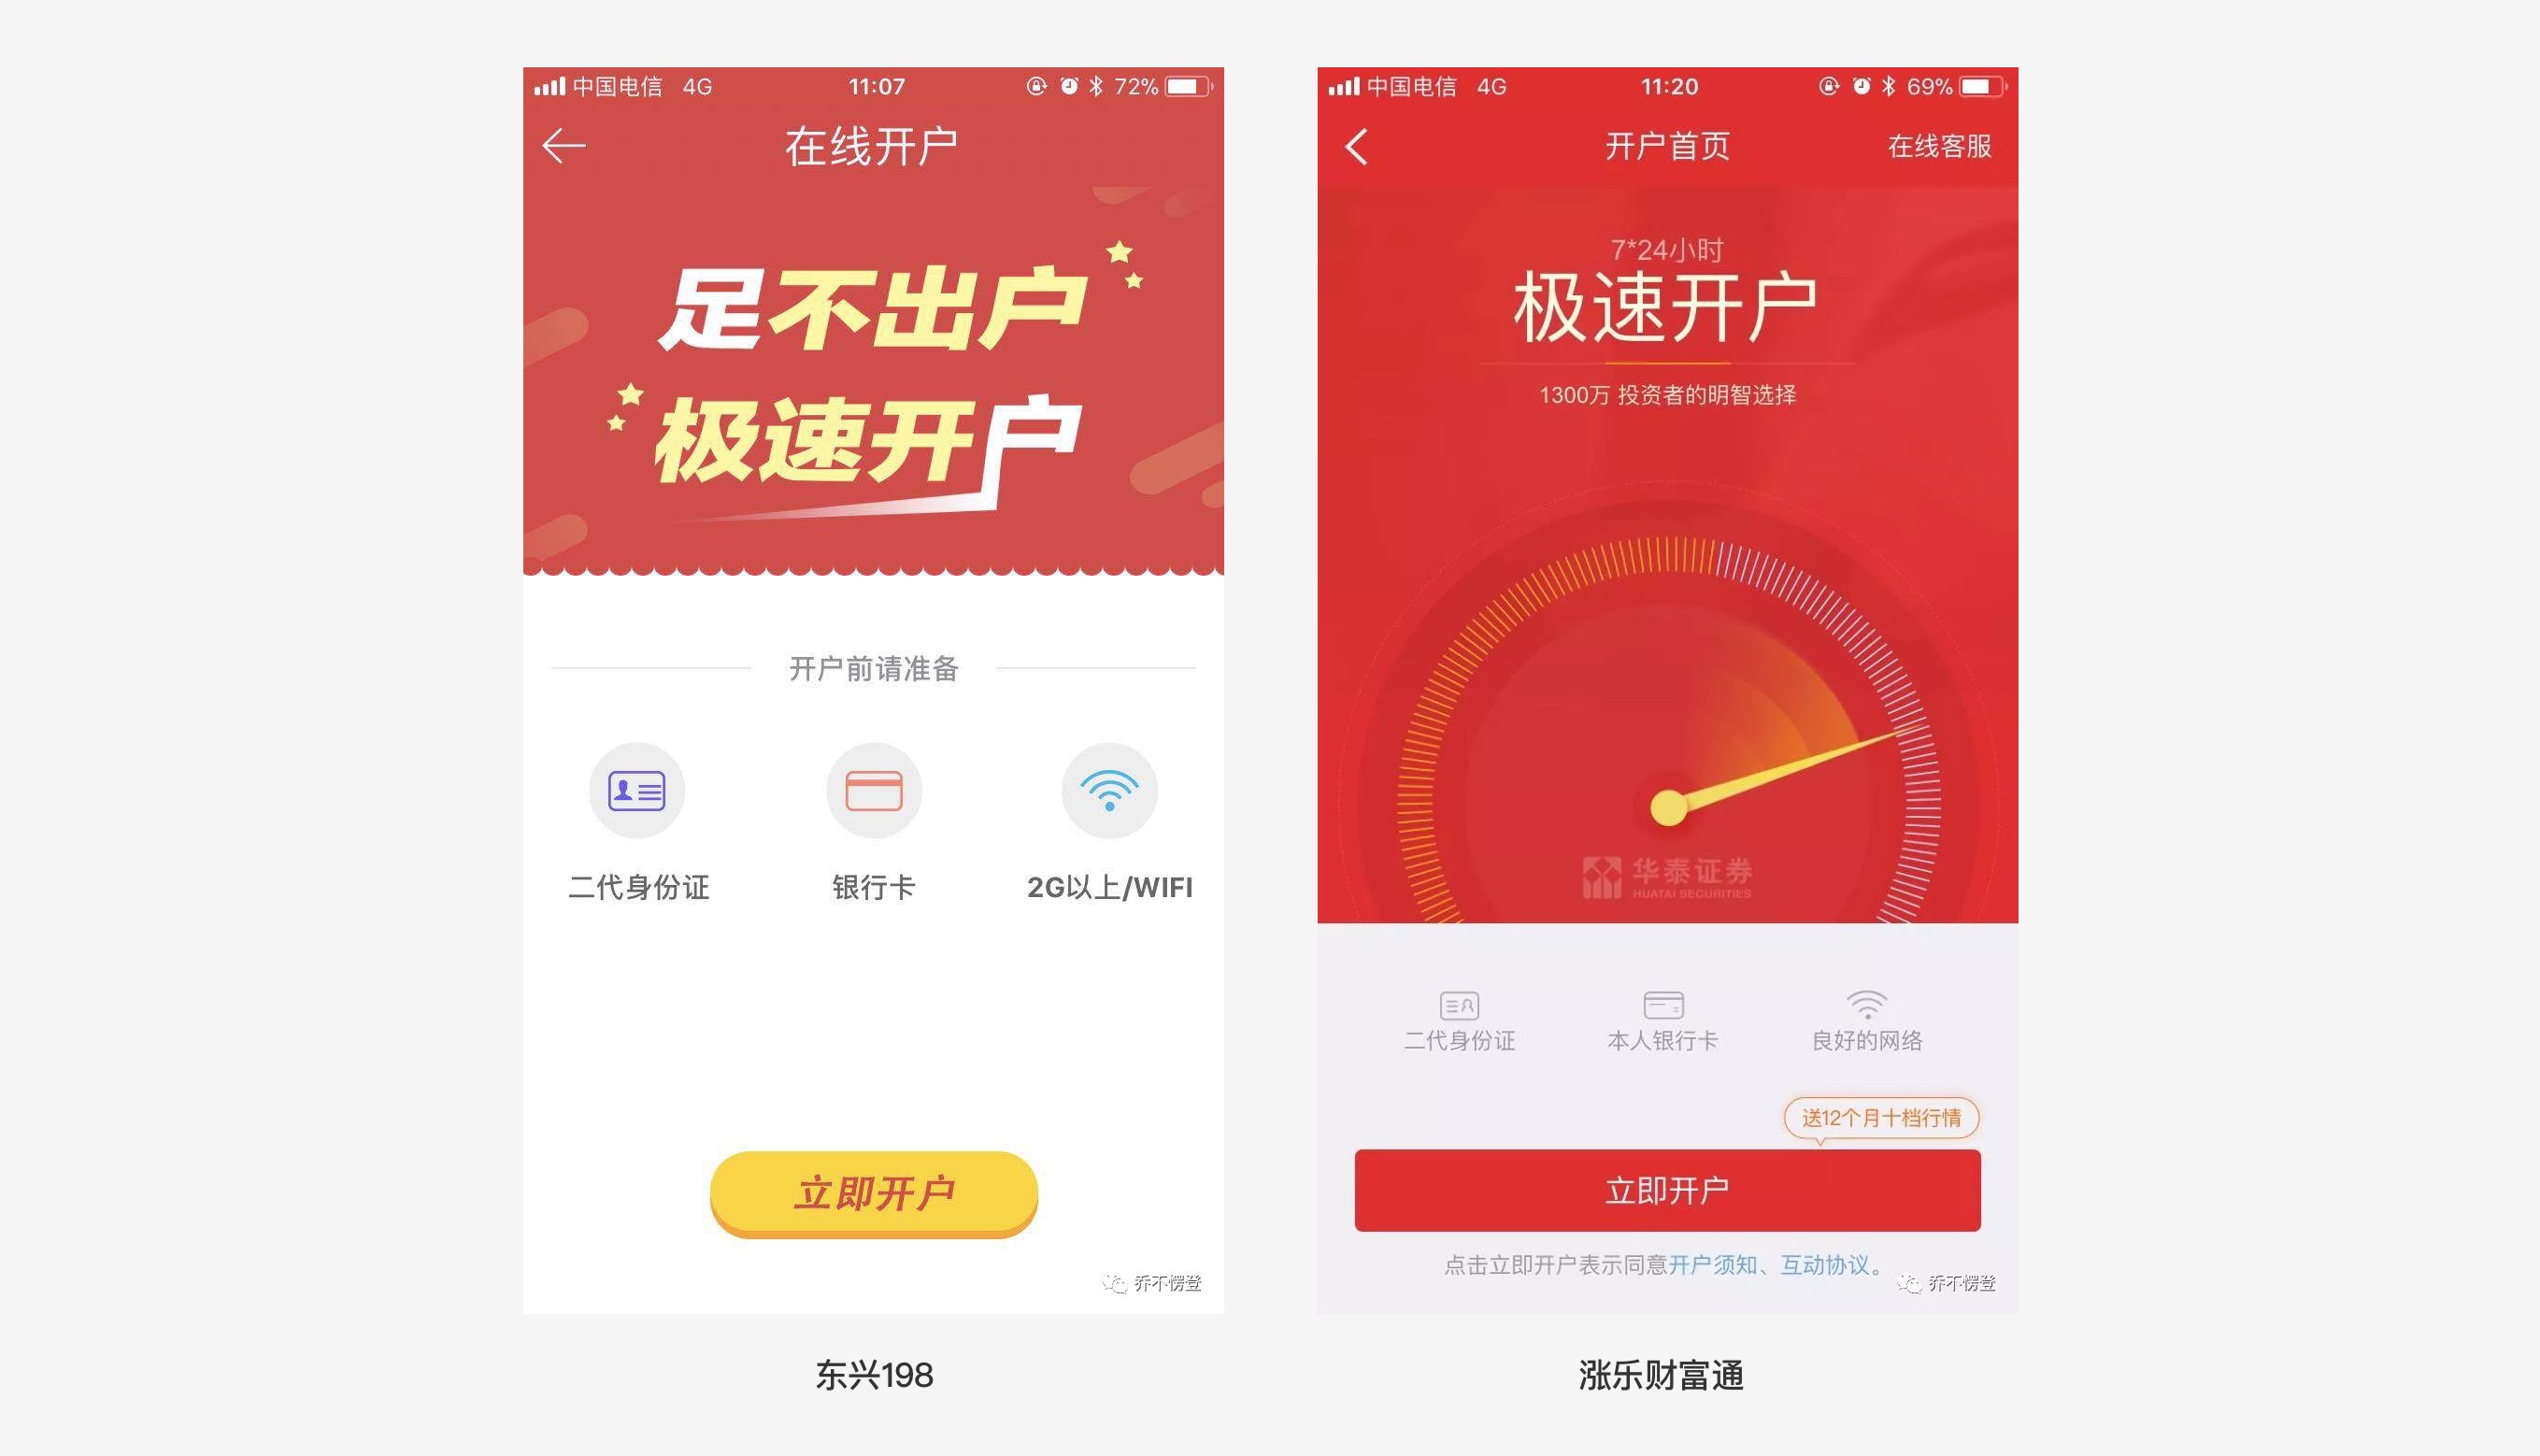 中国电信 4G 11:07 72%
在线开户
足不出户
极速开户
开户前请准备
二代身份证 银行卡 2G以上/WIFI
立即开户
乔不愣登
东兴198
中国电信 4G 11:20 69%
开户首页 在线客服
7*24小时
极速开户
1300万 投资者的明智选择
华泰证券
HUATAI SECURITIES
二代身份证 本人银行卡 良好的网络
送12个月十档行情
立即开户
点击立即开户表示同意开户须知、互动协议。
乔不愣登
涨乐财富通